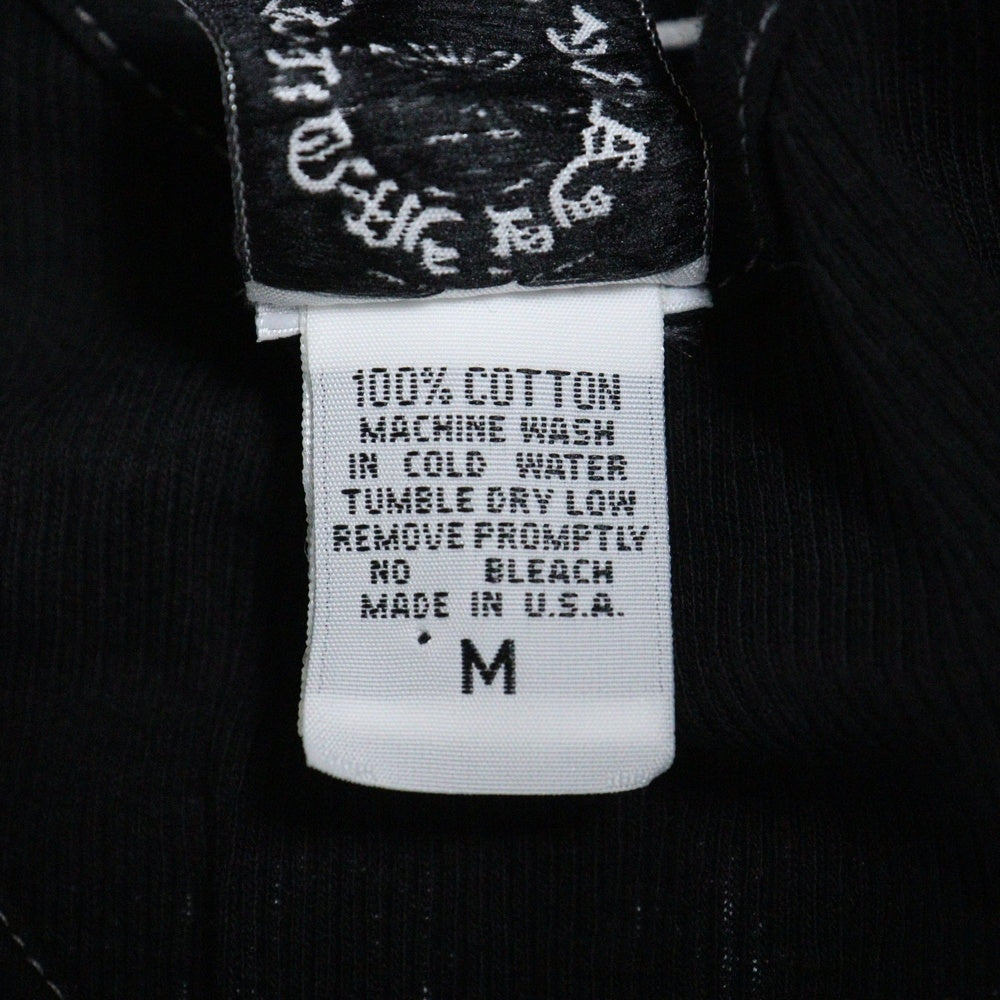 100% COTTON
MACHINE WASH
IN COLD WATER
TUMBLE DRY LOW
REMOVE PROMPTLY
NO BLEACH
MADE IN U.S.A.
M